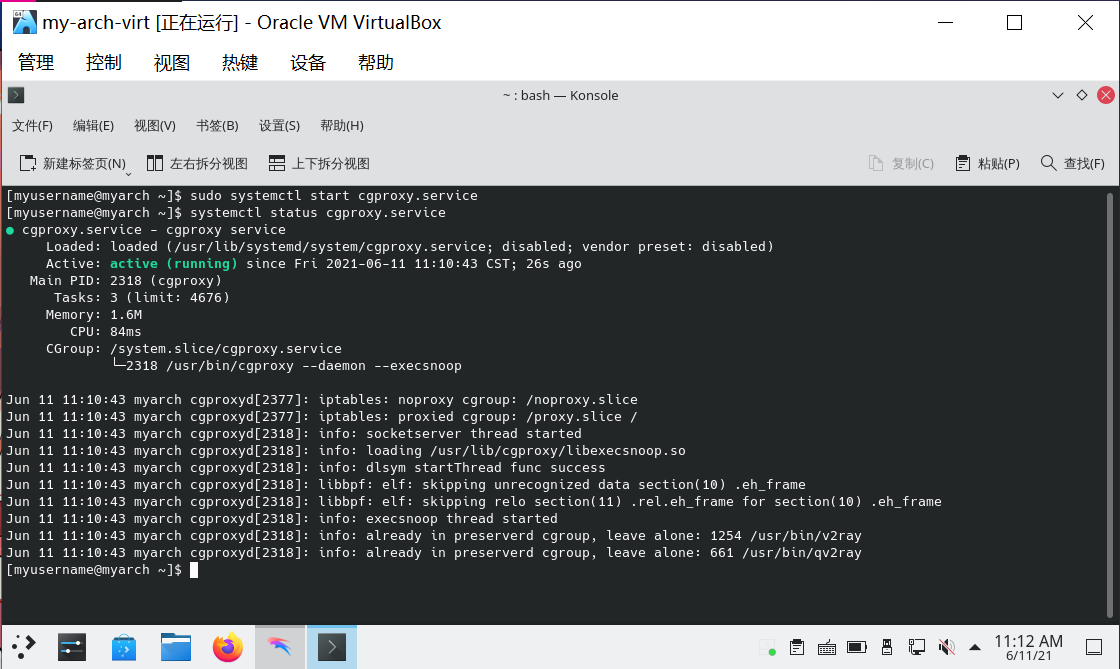 my-arch-virt [正在运行] - Oracle VM VirtualBox
管理 控制 视图 热键 设备 帮助
~ : bash — Konsole
文件(F) 编辑(E) 视图(V) 书签(B) 设置(S) 帮助(H)
新建标签页(N) 左右拆分视图 上下拆分视图 复制(C) 粘贴(P) 查找(F)
[myusername@myarch ~]$ sudo systemctl start cgproxy.service
[myusername@myarch ~]$ systemctl status cgproxy.service
● cgproxy.service - cgproxy service
Loaded: loaded (/usr/lib/systemd/system/cgproxy.service; disabled; vendor preset: disabled)
Active: active (running) since Fri 2021-06-11 11:10:43 CST; 26s ago
Main PID: 2318 (cgproxy)
Tasks: 3 (limit: 4676)
Memory: 1.6M
CPU: 84ms
CGroup: /system.slice/cgproxy.service
└─2318 /usr/bin/cgproxy --daemon --execsnoop
Jun 11 11:10:43 myarch cgproxyd[2377]: iptables: noproxy cgroup: /noproxy.slice
Jun 11 11:10:43 myarch cgproxyd[2377]: iptables: proxied cgroup: /proxy.slice /
Jun 11 11:10:43 myarch cgproxyd[2318]: info: socketserver thread started
Jun 11 11:10:43 myarch cgproxyd[2318]: info: loading /usr/lib/cgproxy/libexecsnoop.so
Jun 11 11:10:43 myarch cgproxyd[2318]: info: dlsym startThread func success
Jun 11 11:10:43 myarch cgproxyd[2318]: libbpf: elf: skipping unrecognized data section(10) .eh_frame
Jun 11 11:10:43 myarch cgproxyd[2318]: libbpf: elf: skipping relo section(11) .rel.eh_frame for section(10) .eh_frame
Jun 11 11:10:43 myarch cgproxyd[2318]: info: execsnoop thread started
Jun 11 11:10:43 myarch cgproxyd[2318]: info: already in preserverd cgroup, leave alone: 1254 /usr/bin/v2ray
Jun 11 11:10:43 myarch cgproxyd[2318]: info: already in preserverd cgroup, leave alone: 661 /usr/bin/qv2ray
[myusername@myarch ~]$
11:12 AM
6/11/21